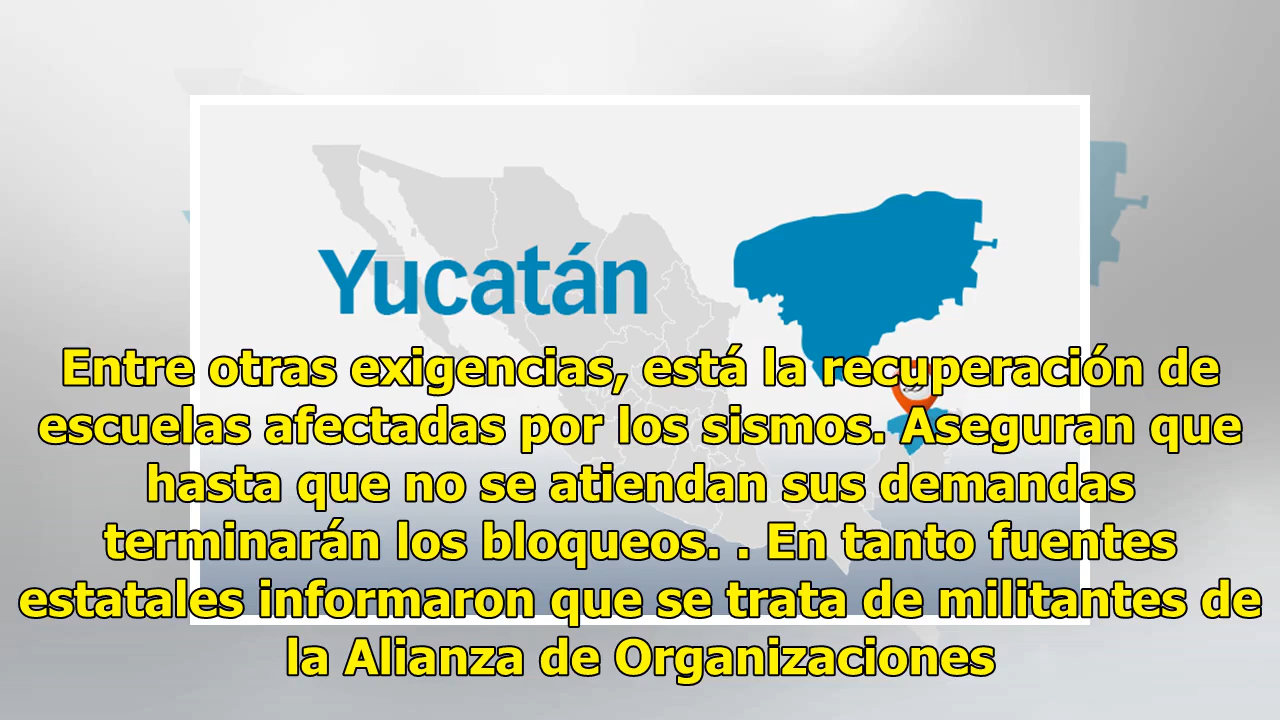 Yucatán
Entre otras exigencias, está la recuperación de
escuelas afectadas por los sismos. Aseguran que
hasta que no se atiendan sus demandas
terminarán los bloqueos. . En tanto fuentes
estatales informaron que se trata de militantes de
la Alianza de Organizaciones